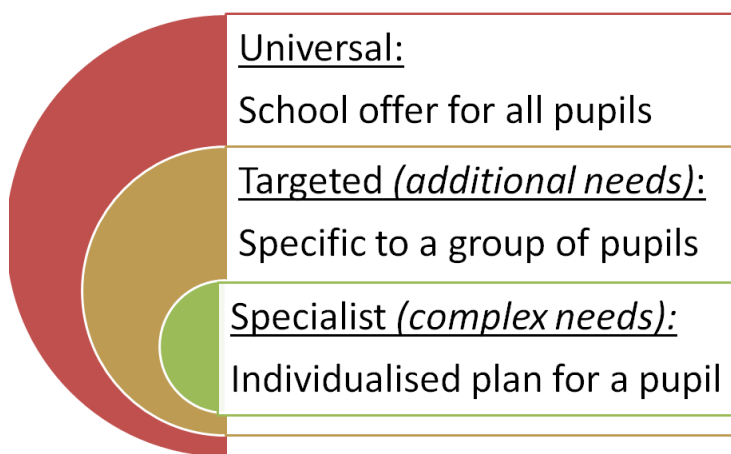 Universal:
School offer for all pupils
Targeted (additional needs):
Specific to a group of pupils
Specialist (complex needs):
Individualised plan for a pupil